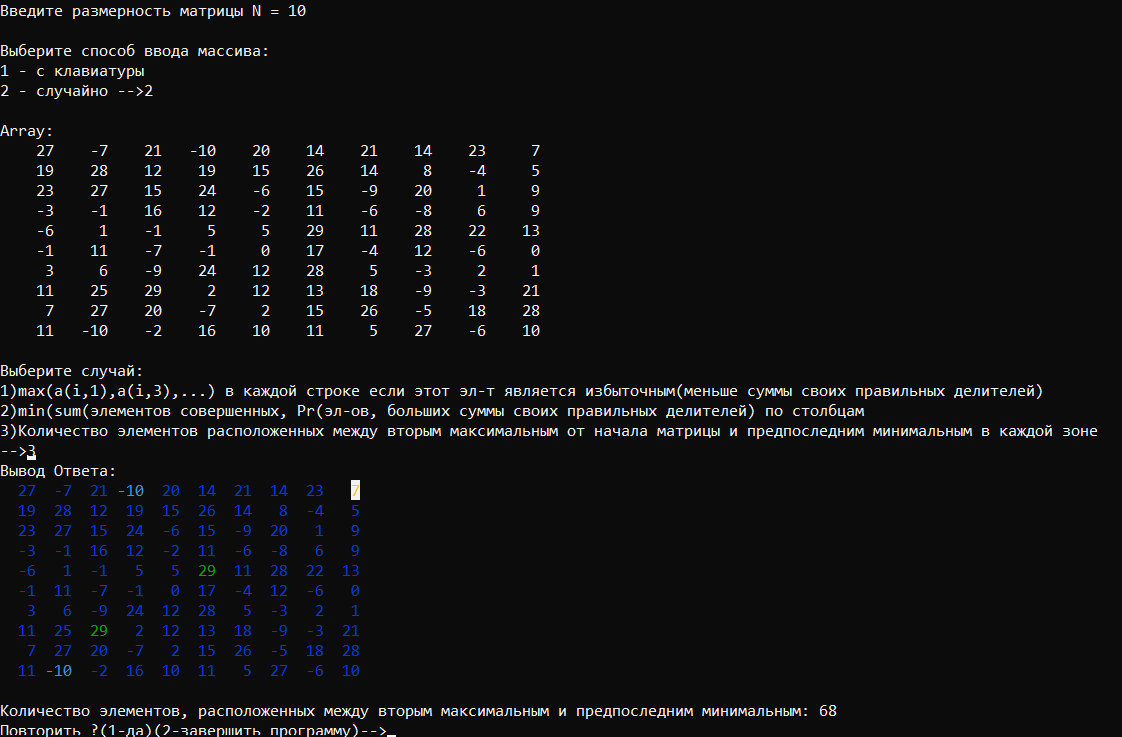 Введите размерность матрицы N = 10
Выберите способ ввода массива:
1 - с клавиатуры
2 - случайно -->2
Array:
27 -7 21 -10 20 14 21 14 23 7
19 28 12 19 15 26 14 8 -4 5
23 27 15 24 -6 15 -9 20 1 9
-3 -1 16 12 -2 11 -6 -8 6 9
-6 1 -1 5 5 29 11 28 22 13
-1 11 -7 -1 0 17 -4 12 -6 0
3 6 -9 24 12 28 5 -3 2 1
11 25 29 2 12 13 18 -9 -3 21
7 27 20 -7 2 15 26 -5 18 28
11 -10 -2 16 10 11 5 27 -6 10
Выберите случай:
1)max(a(i,1),a(i,3),...) в каждой строке если этот эл-т является избыточным(меньше суммы своих правильных делителей)
2)min(sum(элементов совершенных, Pr(эл-ов, больших суммы своих правильных делителей) по столбцам
3)Количество элементов расположенных между вторым максимальным от начала матрицы и предпоследним минимальным в каждой зоне
-->3
Вывод Ответа:
27 -7 21 -10 20 14 21 14 23 7
19 28 12 19 15 26 14 8 -4 5
23 27 15 24 -6 15 -9 20 1 9
-3 -1 16 12 -2 11 -6 -8 6 9
-6 1 -1 5 5 29 11 28 22 13
-1 11 -7 -1 0 17 -4 12 -6 0
3 6 -9 24 12 28 5 -3 2 1
11 25 29 2 12 13 18 -9 -3 21
7 27 20 -7 2 15 26 -5 18 28
11 -10 -2 16 10 11 5 27 -6 10
Количество элементов, расположенных между вторым максимальным и предпоследним минимальным: 68
Повторить ?(1-да)(2-завершить программу)-->